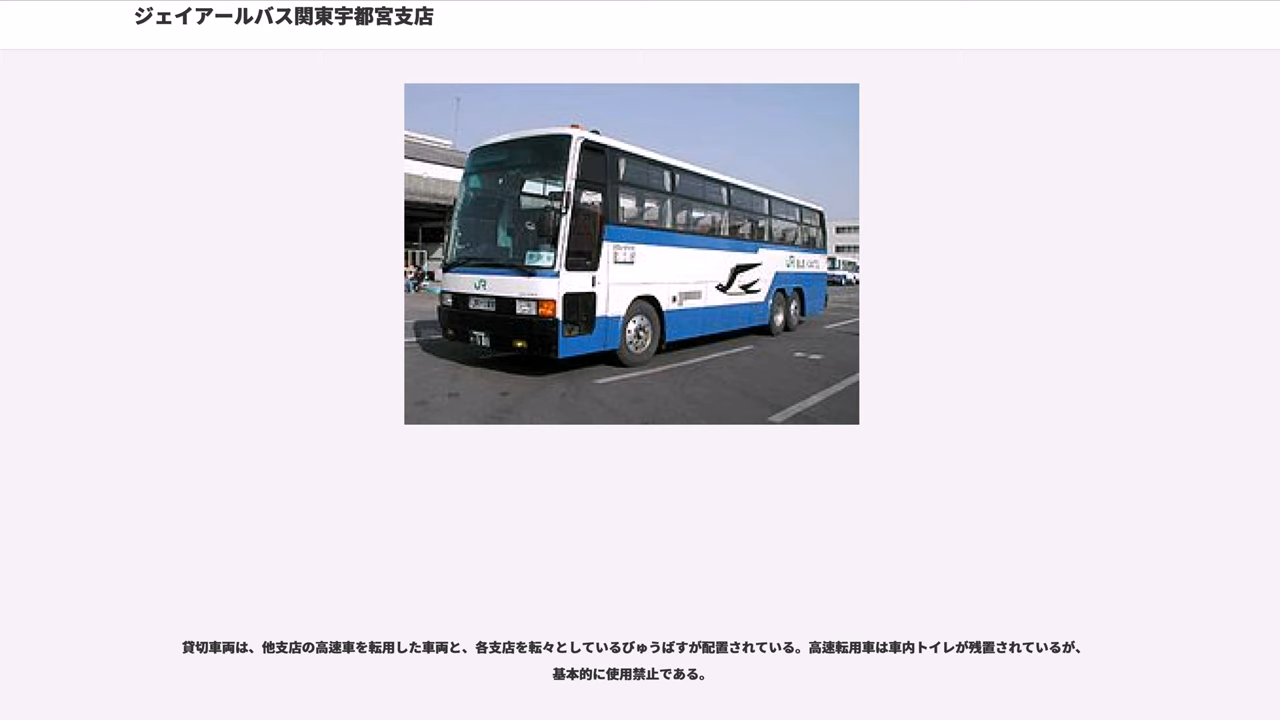 ジェイアールバス関東宇都宮支店
JR
JR
貸切車両は、他支店の高速車を転用した車両と、各支店を転々としているびゅうばすが配置されている。高速転用車は車内トイレが残置されているが、
基本的に使用禁止である。